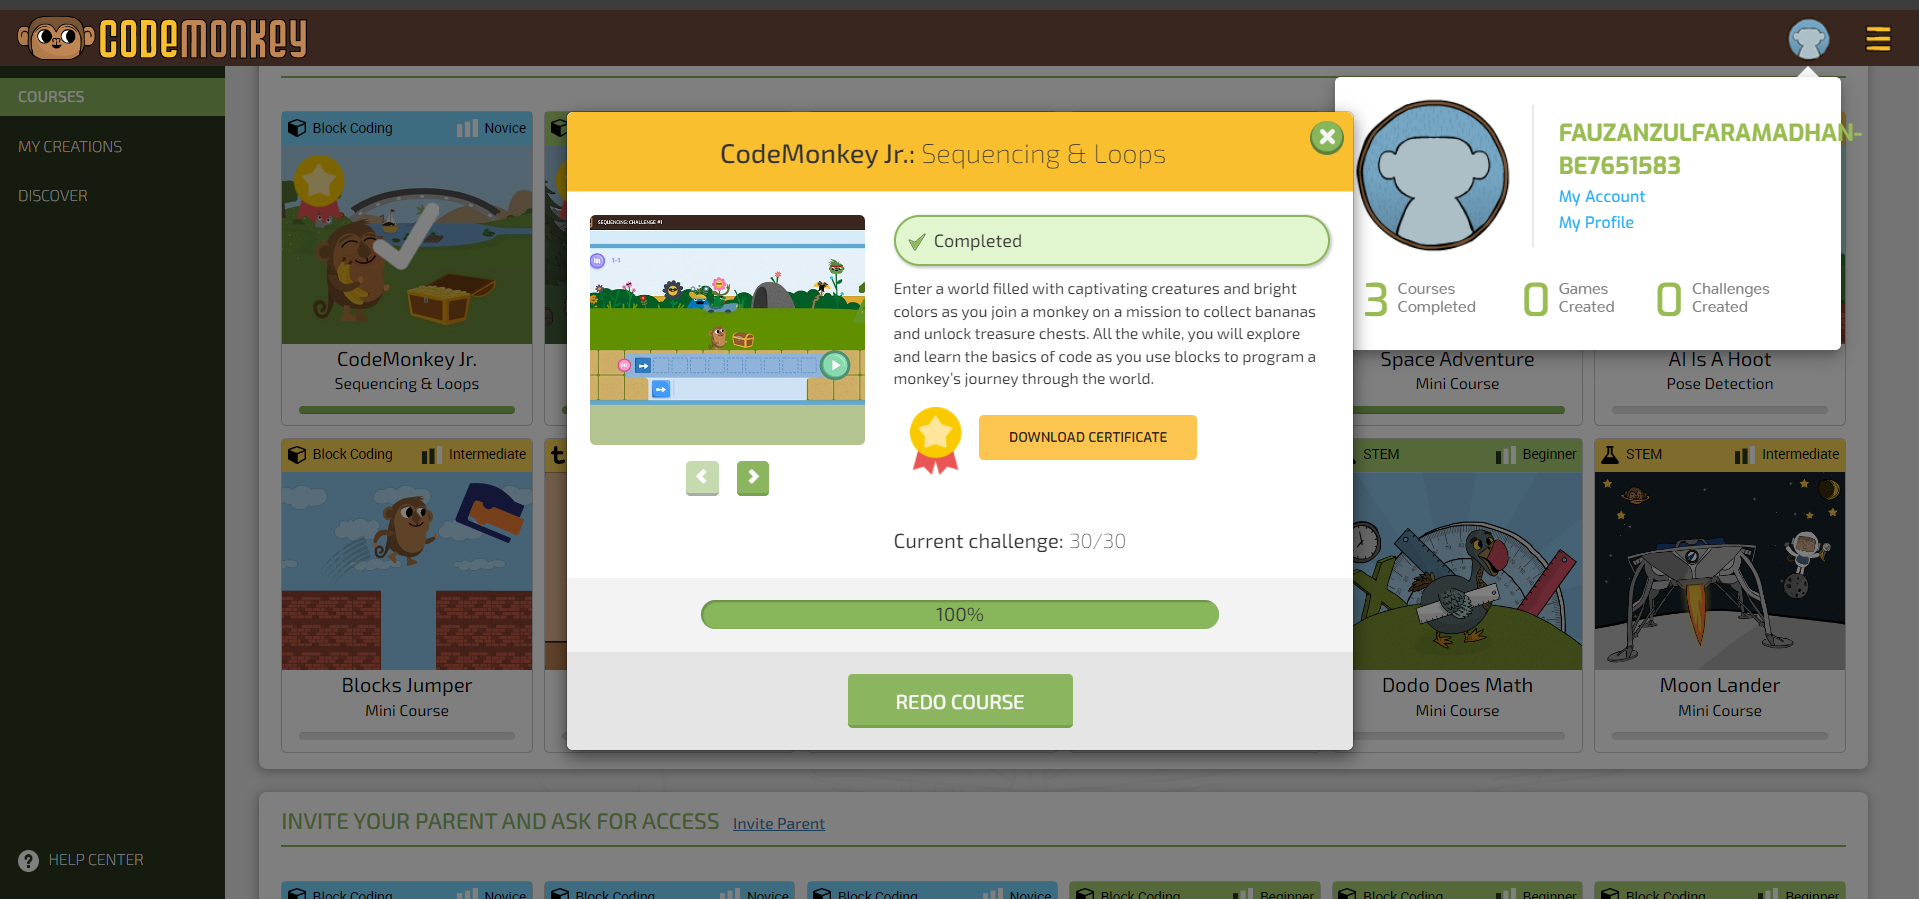 CODEMONKEY
COURSES
MY CREATIONS
DISCOVER
HELP CENTER
FAUZANZULFARAMADHAN-
BE7651583
My Account
My Profile
3 Courses Completed
0 Games Created
0 Challenges Created
CodeMonkey Jr.: Sequencing & Loops
SEQUENCING: CHALLENGE #1
1-1
Completed
Enter a world filled with captivating creatures and bright
colors as you join a monkey on a mission to collect bananas
and unlock treasure chests. All the while, you will explore
and learn the basics of code as you use blocks to program a
monkey's journey through the world.
DOWNLOAD CERTIFICATE
Current challenge: 30/30
100%
REDO COURSE
Block Coding Novice
CodeMonkey Jr.
Sequencing & Loops
Space Adventure
Mini Course
AI Is A Hoot
Pose Detection
Block Coding Intermediate
Blocks Jumper
Mini Course
STEM Beginner
Dodo Does Math
Mini Course
STEM Intermediate
Moon Lander
Mini Course
INVITE YOUR PARENT AND ASK FOR ACCESS Invite Parent
Block Coding Novice
Block Coding Novice
Block Coding Novice
Block Coding Beginner
Block Coding Beginner
Block Coding Beginner